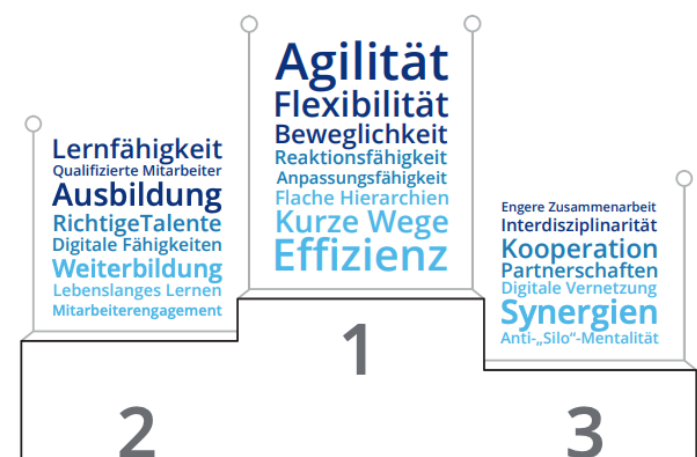 Agilität
Flexibilität
Beweglichkeit
Reaktionsfähigkeit
Anpassungsfähigkeit
Flache Hierarchien
Kurze Wege
Effizienz
1
Lernfähigkeit
Qualifizierte Mitarbeiter
Ausbildung
RichtigeTalente
Digitale Fähigkeiten
Weiterbildung
Lebenslanges Lernen
Mitarbeiterengagement
2
Engere Zusammenarbeit
Interdisziplinarität
Kooperation
Partnerschaften
Digitale Vernetzung
Synergien
Anti-„Silo“-Mentalität
3